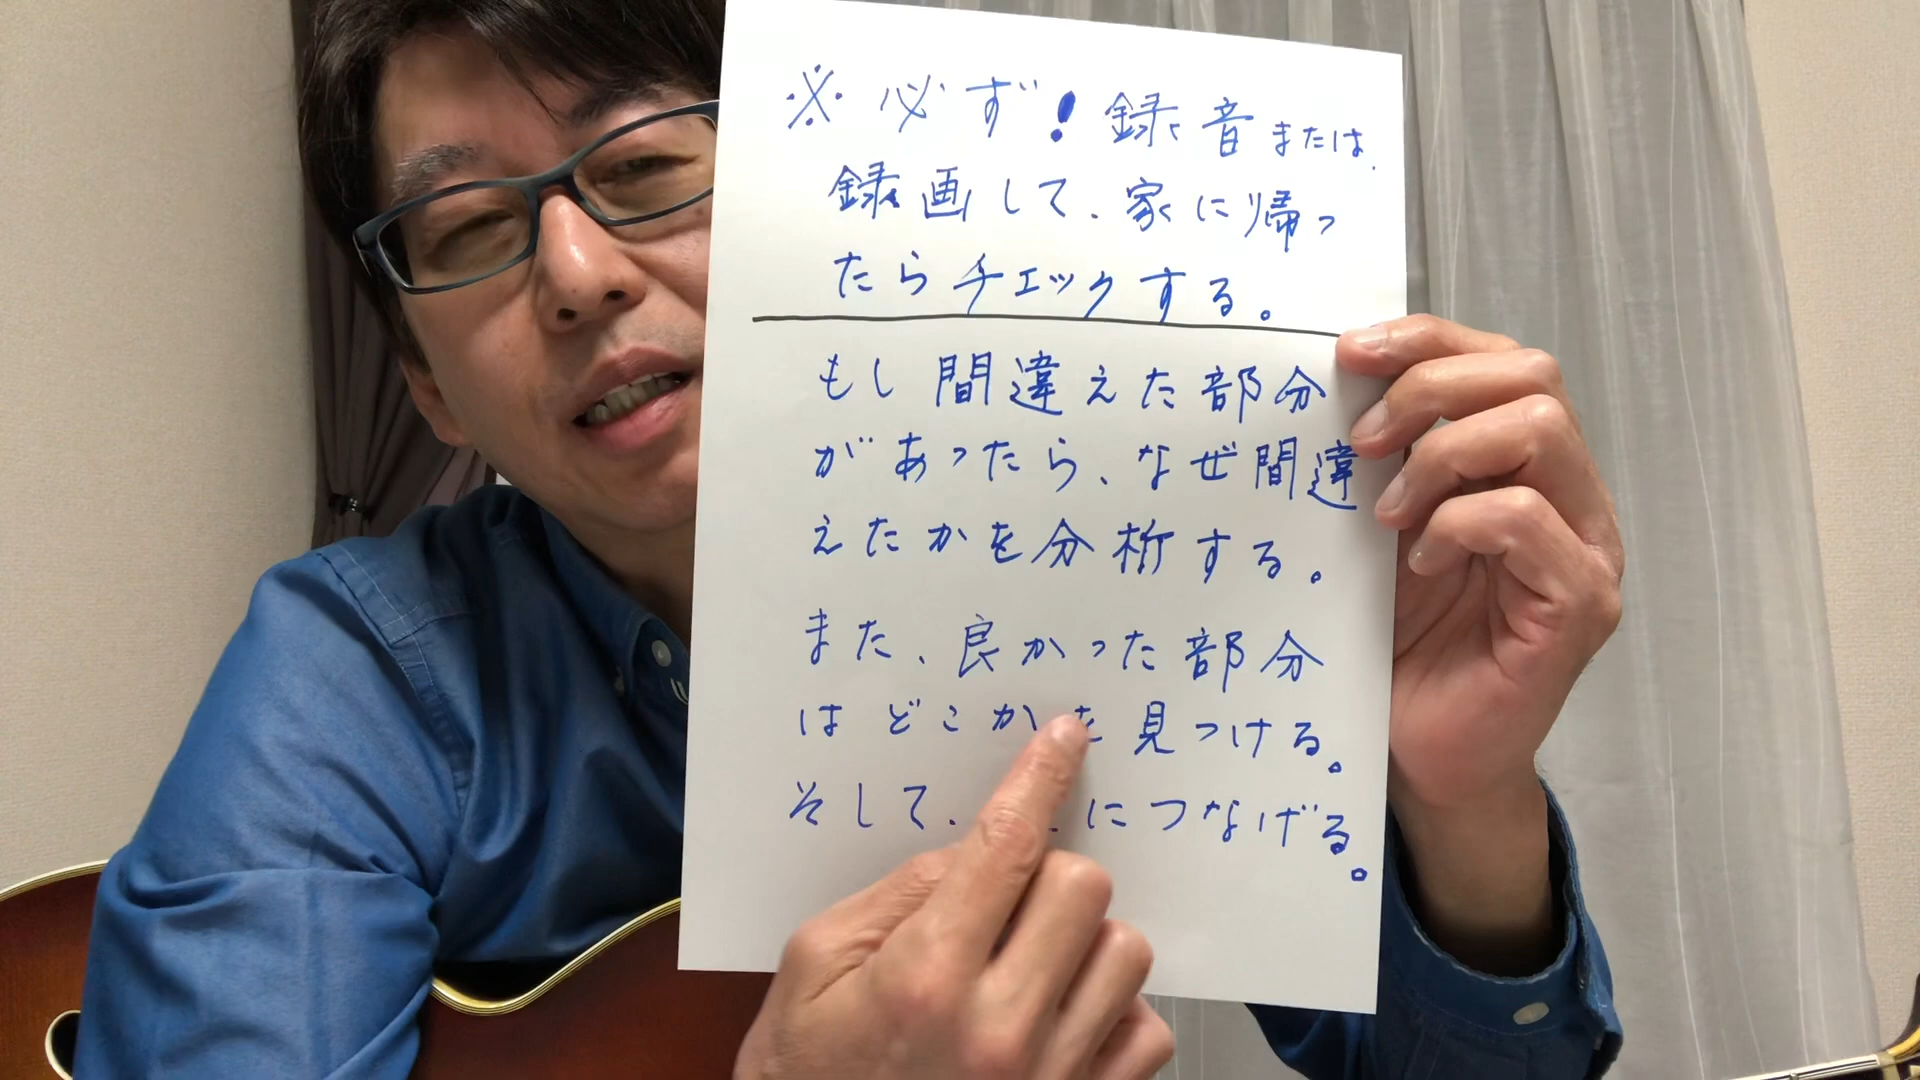 ※必ず!録音または
録画して、家に帰っ
たらチェックする。
もし間違えた部分
があったら、なぜ間違
えたかを分析する。
また、良かった部分
はどこかを見つける。
そして、につなげる。